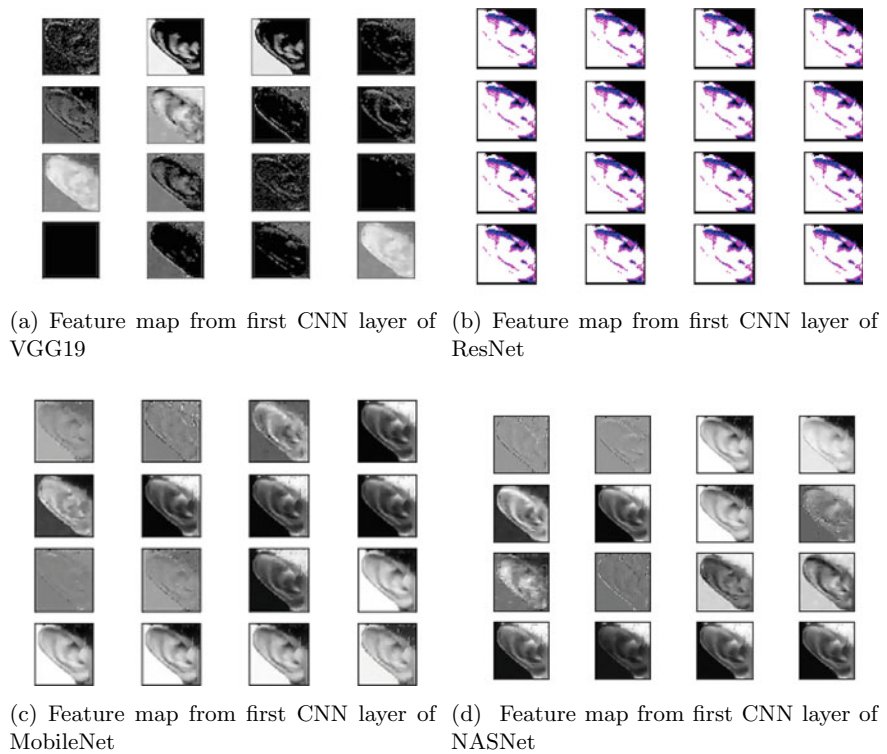 (a) Feature map from first CNN layer of
VGG19
(b) Feature map from first CNN layer of
ResNet
(c) Feature map from first CNN layer of
MobileNet
(d) Feature map from first CNN layer of
NASNet